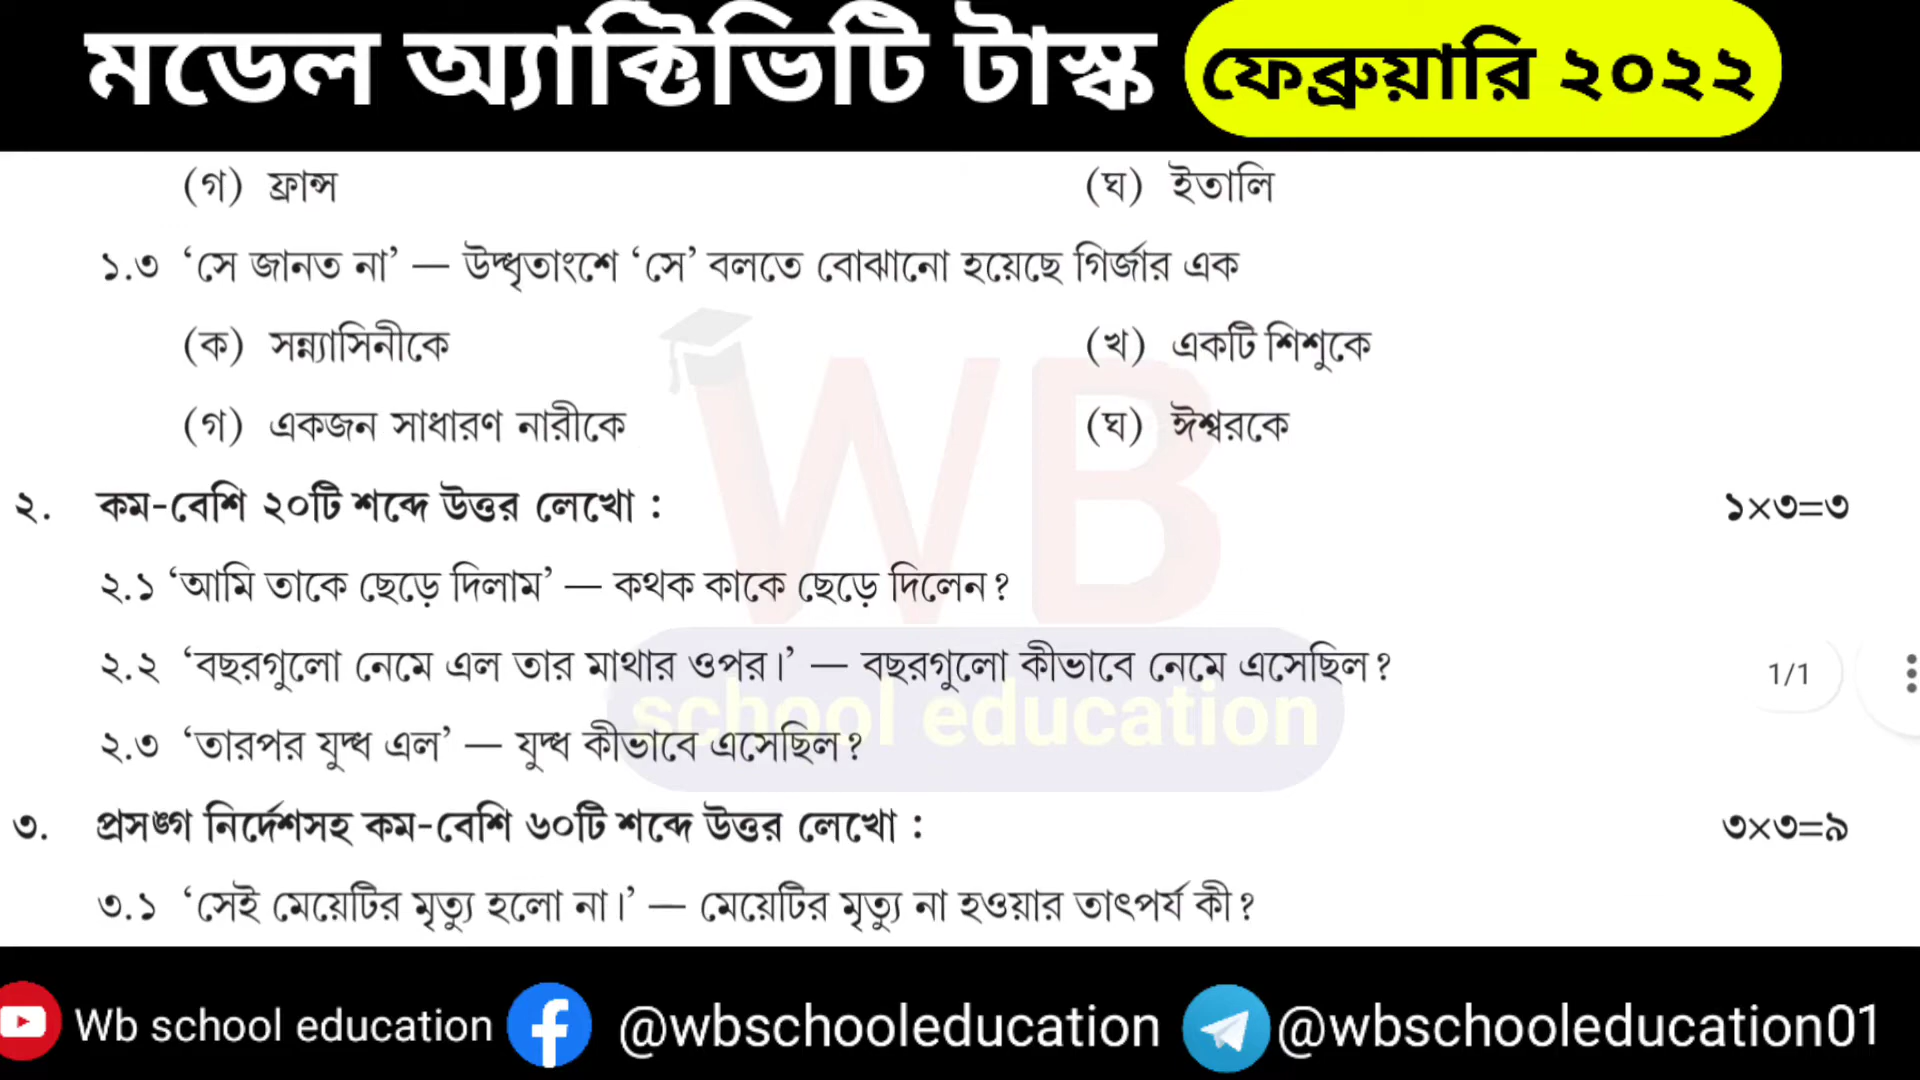 মডেল অ্যাক্টিভিটি টাস্ক ফেব্রুয়ারি ২০২২
(গ) ফ্রান্স (ঘ) ইতালি
১.৩ ‘সে জানত না’ — উদ্ধৃতাংশে ‘সে’ বলতে বোঝানো হয়েছে গির্জার এক
(ক) সন্ন্যাসিনীকে (খ) একটি শিশুকে
(গ) একজন সাধারণ নারীকে (ঘ) ঈশ্বরকে
২. কম-বেশি ২০টি শব্দে উত্তর লেখো : ১×৩=৩
২.১ ‘আমি তাকে ছেড়ে দিলাম’ — কথক কাকে ছেড়ে দিলেন?
২.২ ‘বছরগুলো নেমে এল তার মাথার ওপর।’ — বছরগুলো কীভাবে নেমে এসেছিল?
1/1
২.৩ ‘তারপর যুদ্ধ এল’ — যুদ্ধ কীভাবে এসেছিল?
৩. প্রসঙ্গ নির্দেশসহ কম-বেশি ৬০টি শব্দে উত্তর লেখো : ৩×৩=৯
৩.১ ‘সেই মেয়েটির মৃত্যু হলো না।’ — মেয়েটির মৃত্যু না হওয়ার তাৎপর্য কী?
WB
school education
Wb school education @wbschooleducation @wbschooleducation01